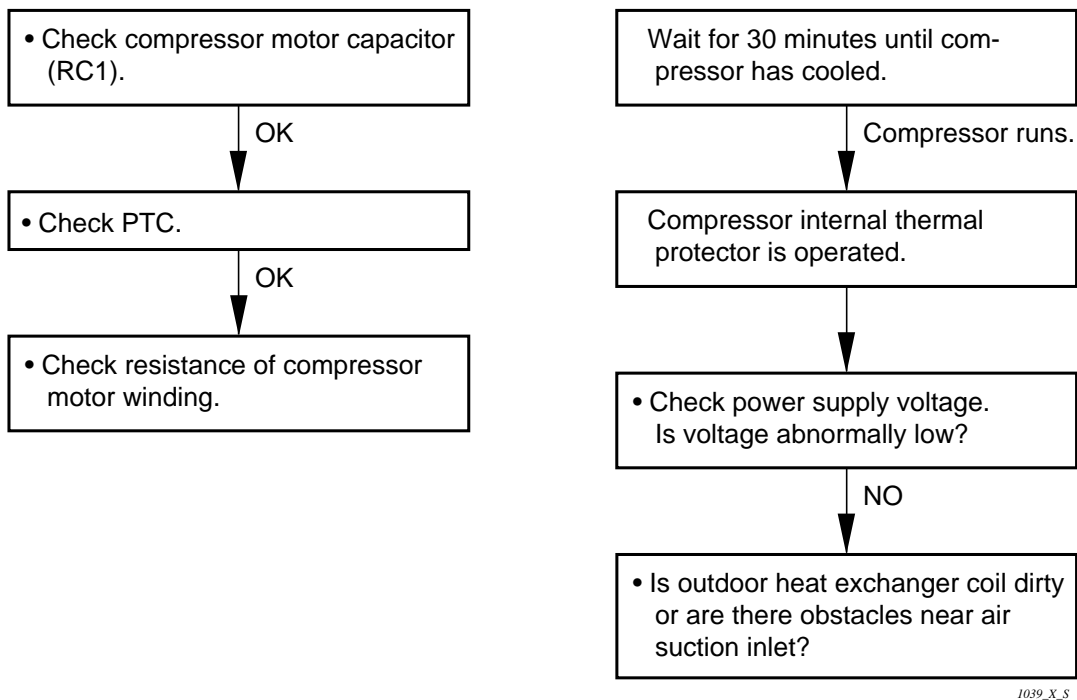 • Check compressor motor capacitor
(RC1).
OK
• Check PTC.
OK
• Check resistance of compressor
motor winding.
Wait for 30 minutes until com-
pressor has cooled.
Compressor runs.
Compressor internal thermal
protector is operated.
• Check power supply voltage.
Is voltage abnormally low?
NO
• Is outdoor heat exchanger coil dirty
or are there obstacles near air
suction inlet?
1039_X_S